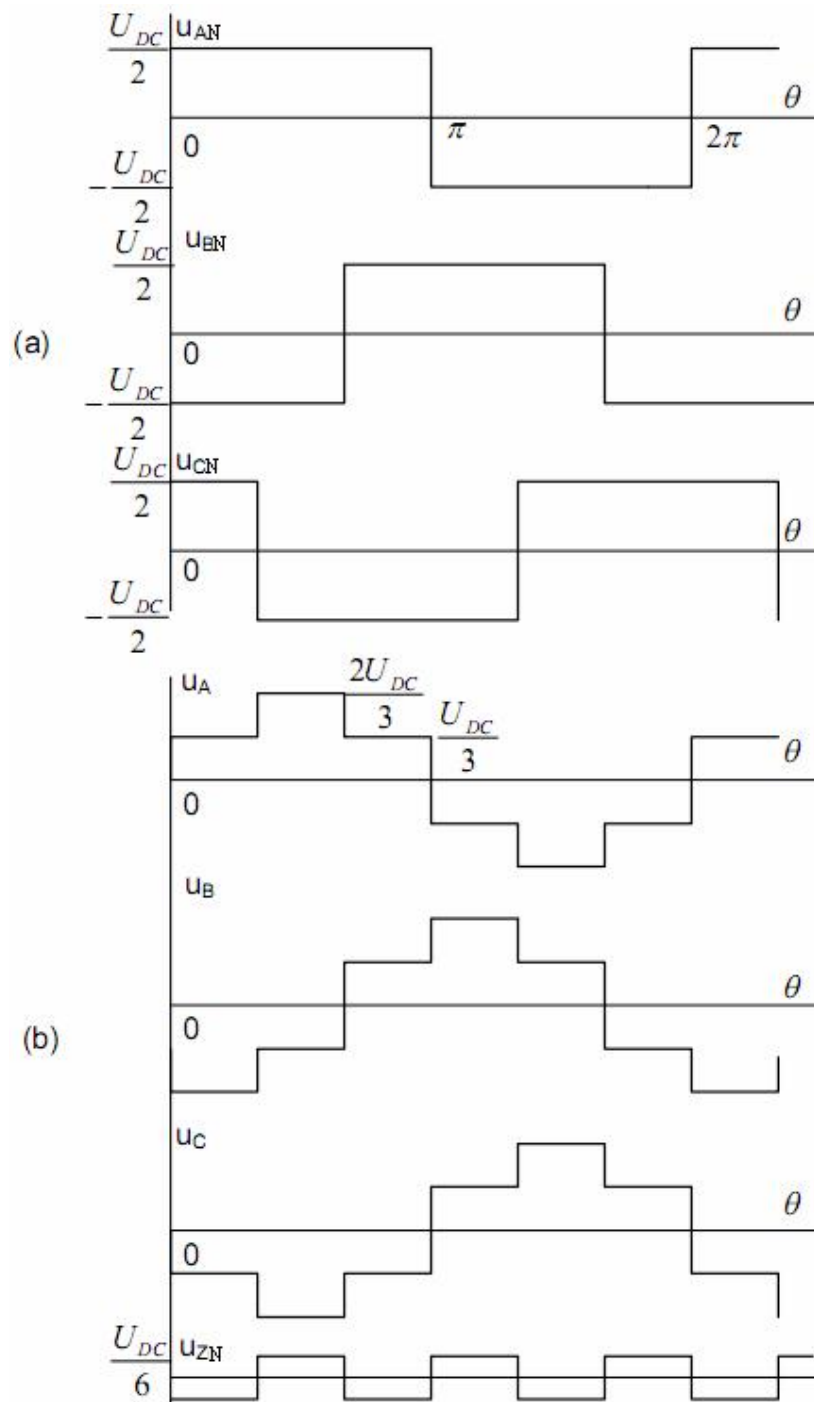 U_DC/2 u_AN
θ
0 π 2π
-U_DC/2
U_DC/2 u_BN
θ
(a)
0
-U_DC/2
U_DC/2 u_CN
θ
0
-U_DC/2
u_A 2U_DC/3 U_DC/3
θ
0
u_B
θ
(b)
0
u_C
θ
0
U_DC/6 u_ZN